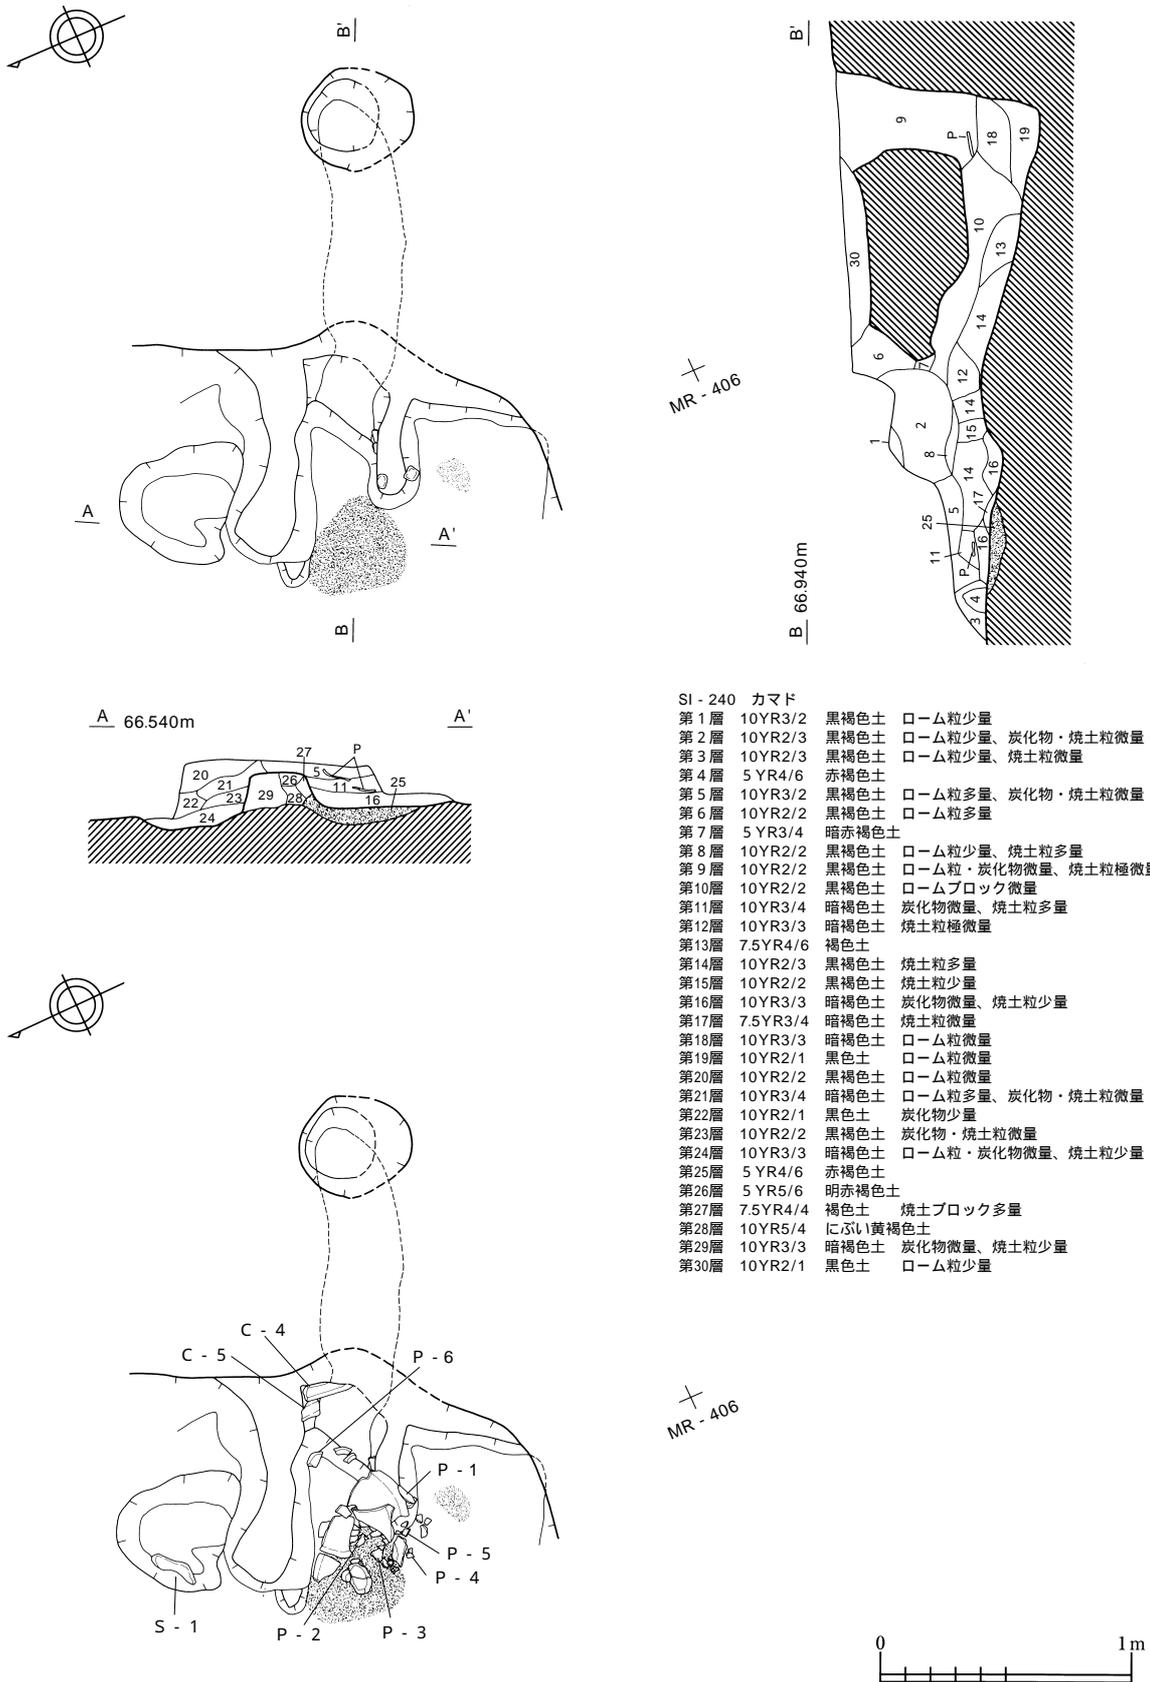 B'
A
A'
B
MR - 406
B'
9
P
18
19
10
13
30
14
6
7
12
14
2
1
15
8
14
16
5
17
25
11
16
P
4
3
B 66.940m
A 66.540m A'
27 P
20 5 25
21 26 11
22 23 29 28 16
24
SI - 240 カマド
第1層 10YR3/2 黒褐色土 ローム粒少量
第2層 10YR2/3 黒褐色土 ローム粒少量、炭化物・焼土粒微量
第3層 10YR2/3 黒褐色土 ローム粒少量、焼土粒微量
第4層 5YR4/6 赤褐色土
第5層 10YR3/2 黒褐色土 ローム粒多量、炭化物・焼土粒微量
第6層 10YR2/2 黒褐色土 ローム粒多量
第7層 5YR3/4 暗赤褐色土
第8層 10YR2/2 黒褐色土 ローム粒少量、焼土粒多量
第9層 10YR2/2 黒褐色土 ローム粒・炭化物微量、焼土粒極微
第10層 10YR2/2 黒褐色土 ロームブロック微量
第11層 10YR3/4 暗褐色土 炭化物微量、焼土粒多量
第12層 10YR3/3 暗褐色土 焼土粒極微量
第13層 7.5YR4/6 褐色土
第14層 10YR2/3 黒褐色土 焼土粒多量
第15層 10YR2/2 黒褐色土 焼土粒少量
第16層 10YR3/3 暗褐色土 炭化物微量、焼土粒少量
第17層 7.5YR3/4 暗褐色土 焼土粒微量
第18層 10YR3/3 暗褐色土 ローム粒微量
第19層 10YR2/1 黒色土 ローム粒微量
第20層 10YR2/2 黒褐色土 ローム粒微量
第21層 10YR3/4 暗褐色土 ローム粒多量、炭化物・焼土粒微量
第22層 10YR2/1 黒色土 炭化物少量
第23層 10YR2/2 黒褐色土 炭化物・焼土粒微量
第24層 10YR3/3 暗褐色土 ローム粒・炭化物微量、焼土粒少量
第25層 5YR4/6 赤褐色土
第26層 5YR5/6 明赤褐色土
第27層 7.5YR4/4 褐色土 焼土ブロック多量
第28層 10YR5/4 にぶい黄褐色土
第29層 10YR3/3 暗褐色土 炭化物微量、焼土粒少量
第30層 10YR2/1 黒色土 ローム粒少量
C - 4
C - 5
P - 6
MR - 406
P - 1
P - 5
P - 4
S - 1
P - 2
P - 3
0 1m